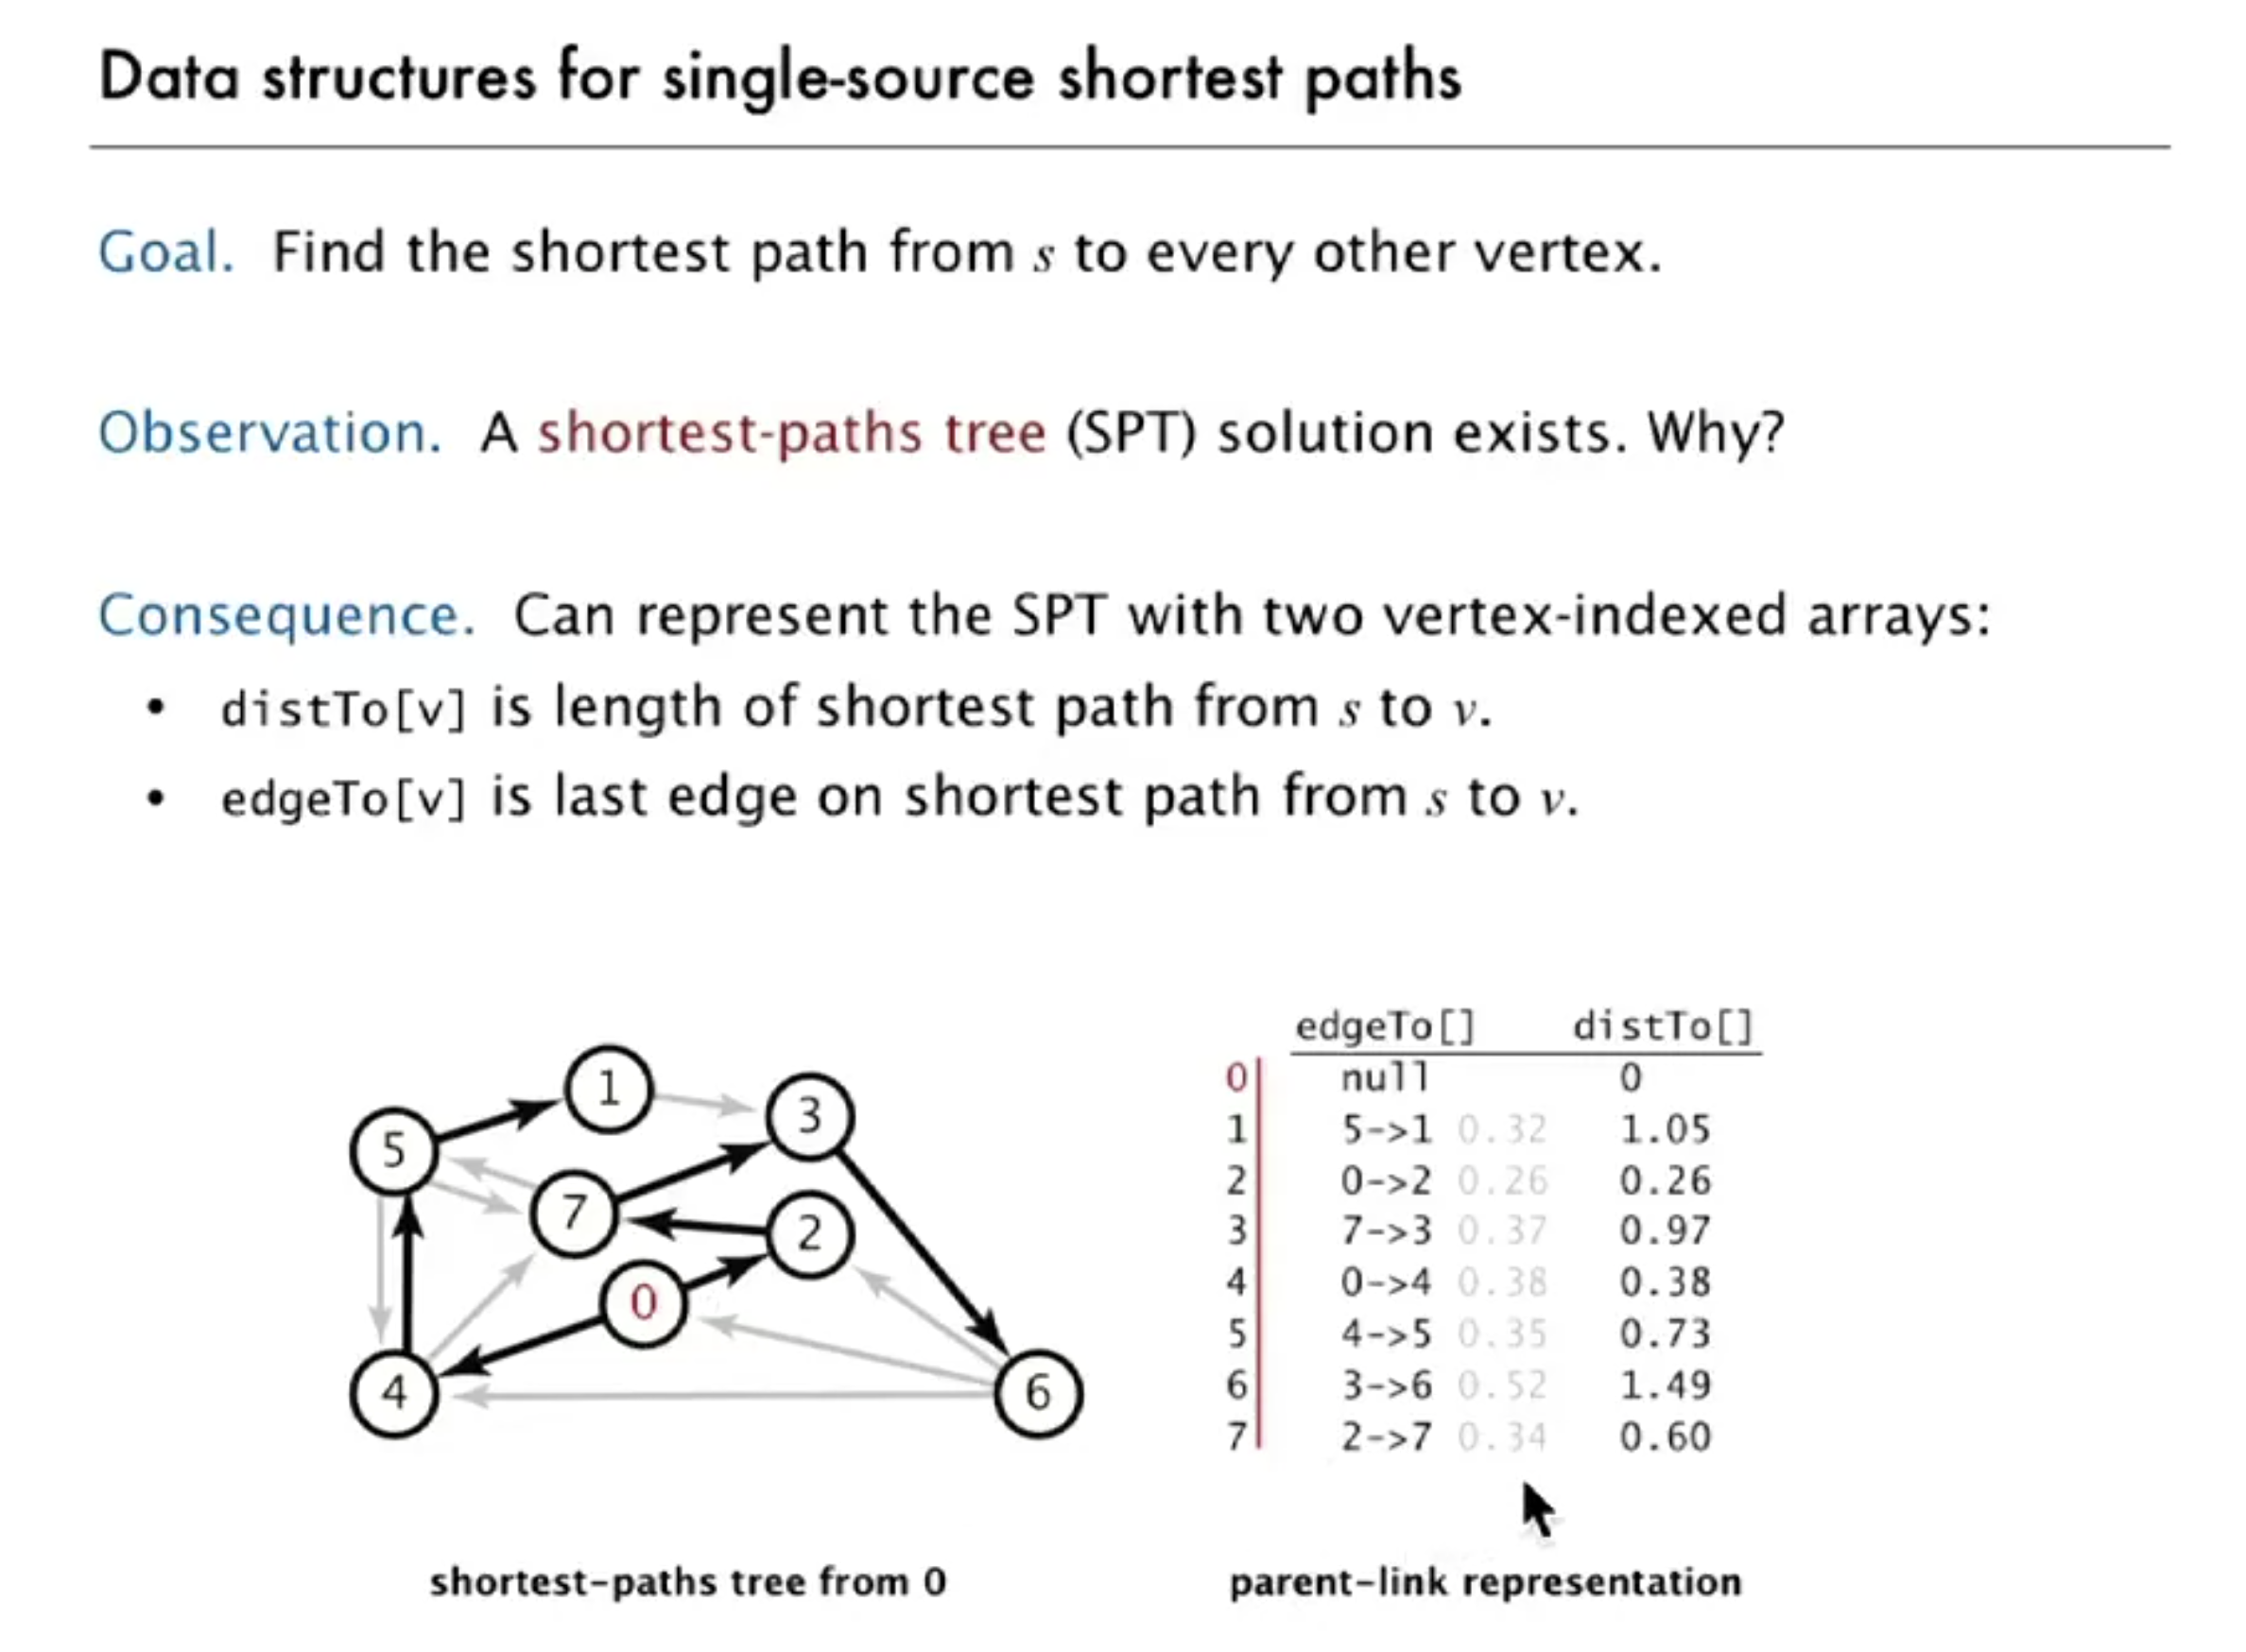 Data structures for single-source shortest paths
Goal. Find the shortest path from s to every other vertex.
Observation. A shortest-paths tree (SPT) solution exists. Why?
Consequence. Can represent the SPT with two vertex-indexed arrays:
• distTo[v] is length of shortest path from s to v.
• edgeTo[v] is last edge on shortest path from s to v.
1
3
5
7
2
0
4
6
shortest-paths tree from 0
edgeTo[] distTo[]
0 null 0
1 5->1 0.32 1.05
2 0->2 0.26 0.26
3 7->3 0.37 0.97
4 0->4 0.38 0.38
5 4->5 0.35 0.73
6 3->6 0.52 1.49
7 2->7 0.34 0.60
parent-link representation